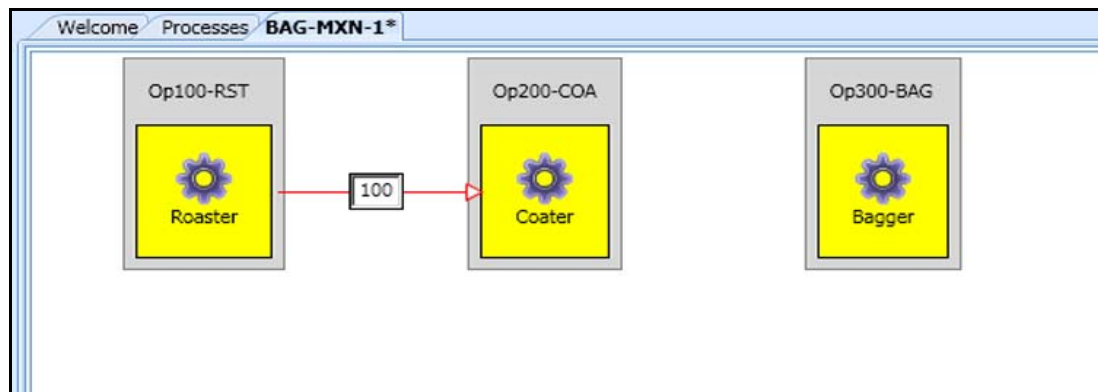 Welcome Processes BAG-MXN-1*
Op100-RST Op200-COA Op300-BAG
100
Roaster Coater Bagger